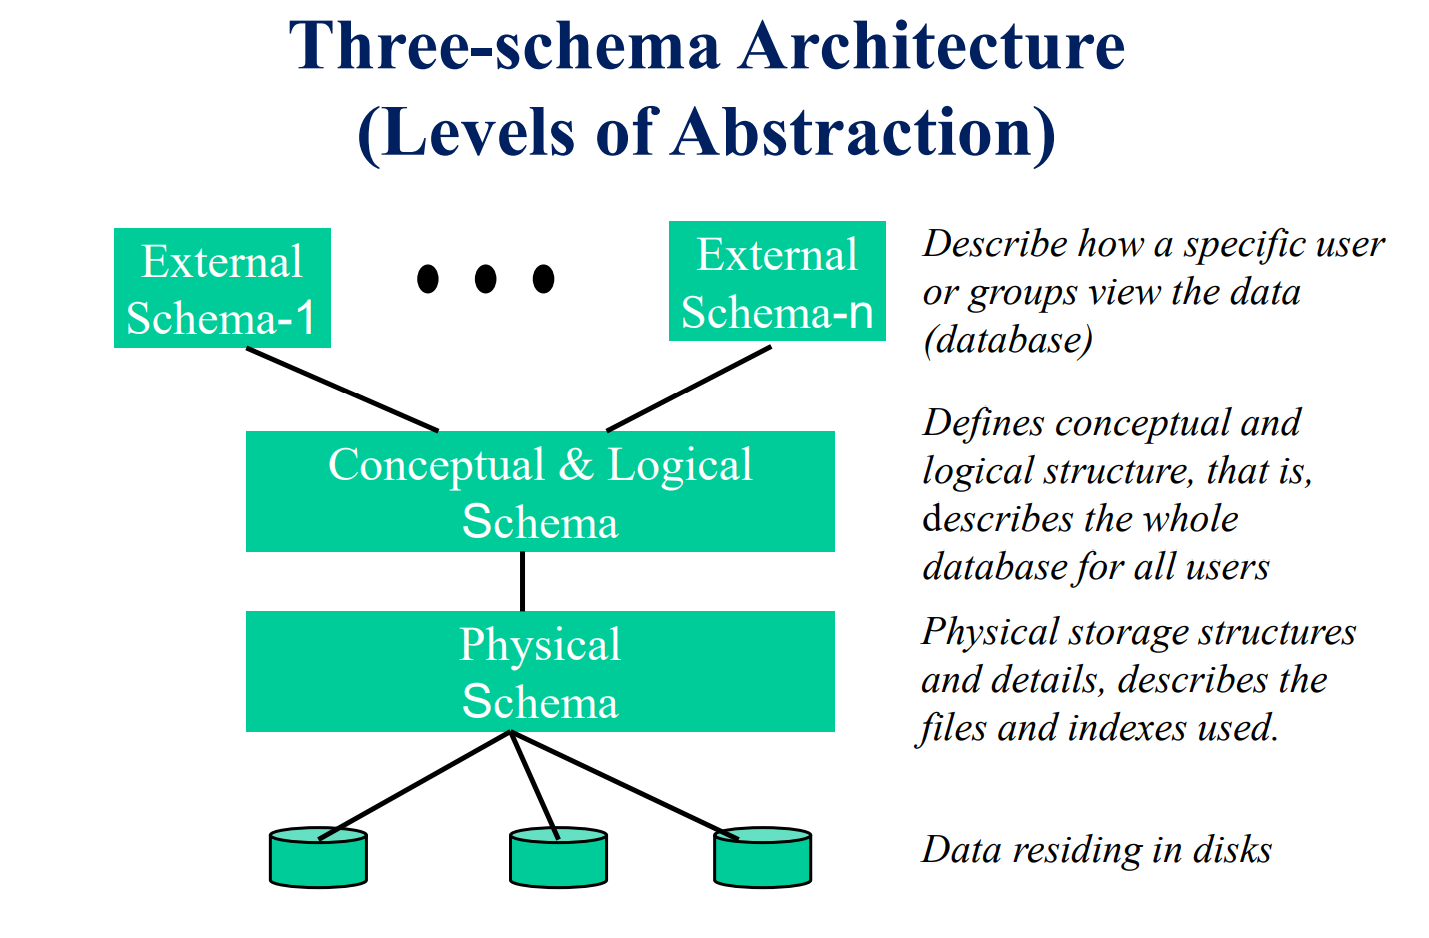 Three-schema Architecture
(Levels of Abstraction)
External
Schema-1
External
Schema-n
Describe how a specific user
or groups view the data
(database)
Conceptual & Logical
Schema
Defines conceptual and
logical structure, that is,
describes the whole
database for all users
Physical
Schema
Physical storage structures
and details, describes the
files and indexes used.
Data residing in disks